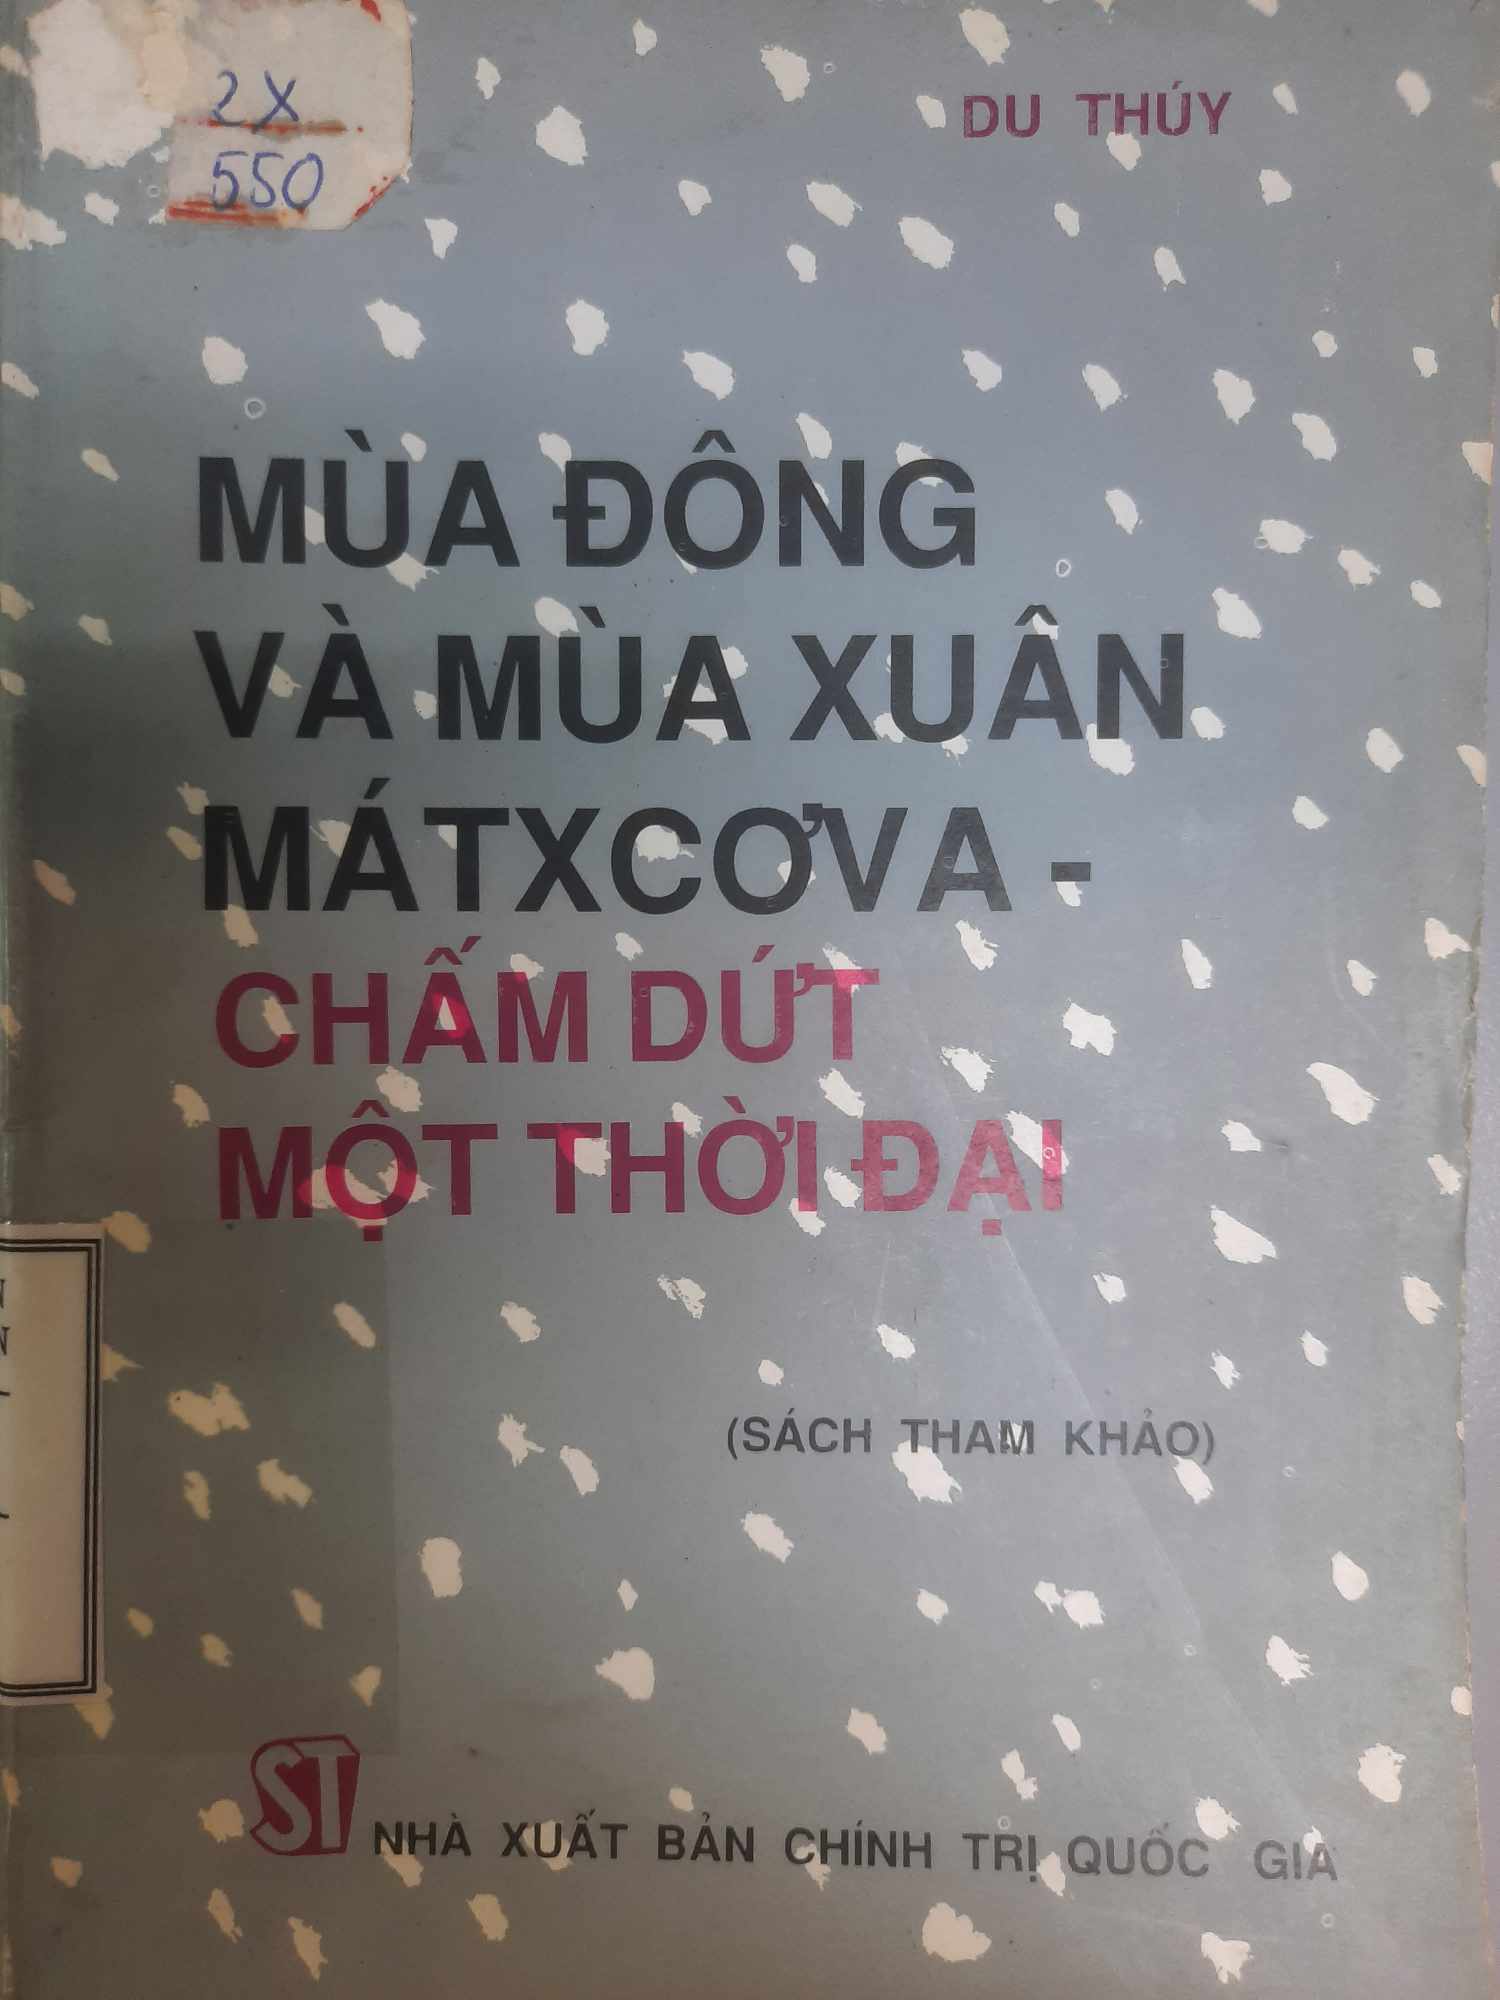 2X
550
DU THÚY
MÙA ĐÔNG
VÀ MÙA XUÂN
MÁTXCƠVA -
CHẤM DỨT
MỘT THỜI ĐẠI
(SÁCH THAM KHẢO)
ST
NHÀ XUẤT BẢN CHÍNH TRỊ QUỐC GIA